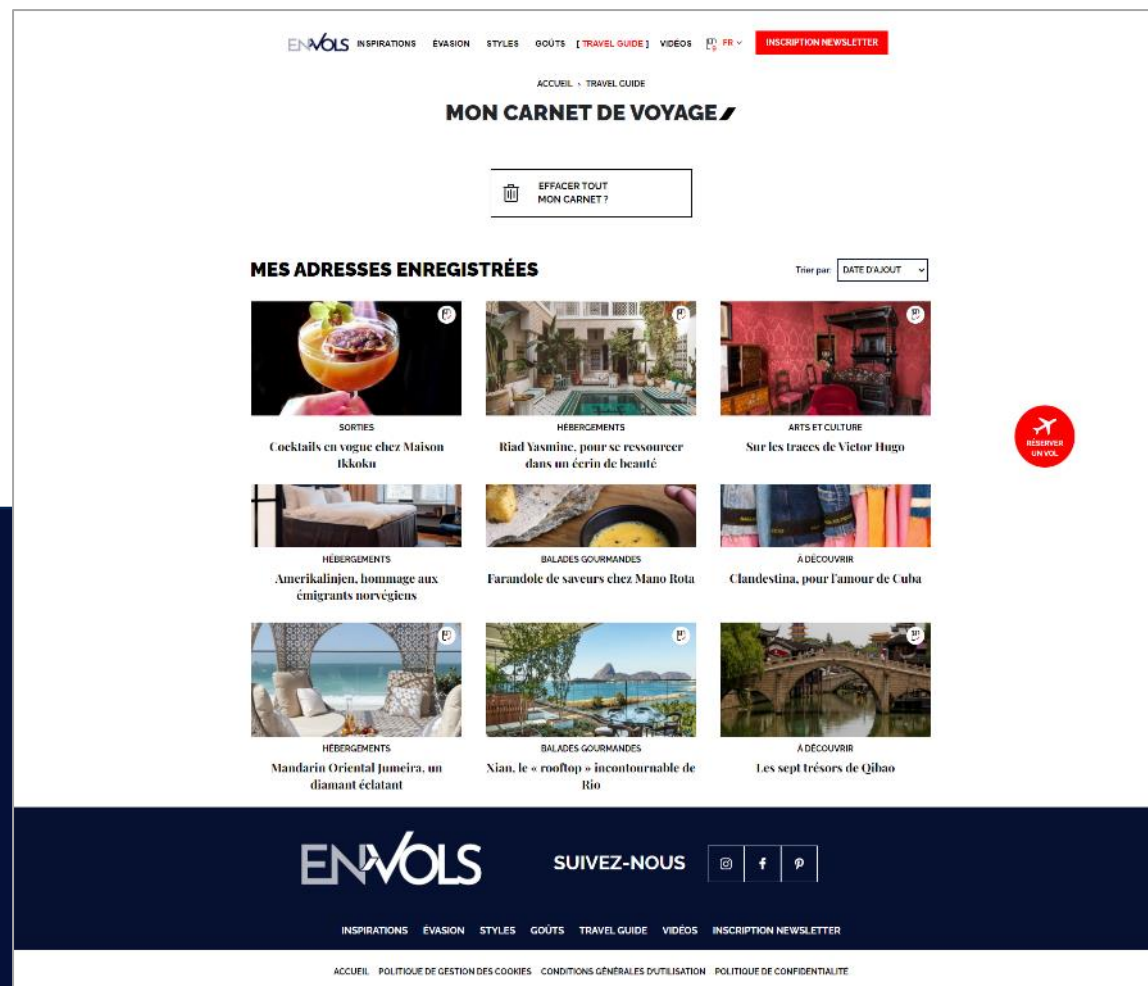 ENVOLS INSPIRATIONS ÉVASION STYLES GOÛTS [ TRAVEL GUIDE ] VIDÉOS FR INSCRIPTION NEWSLETTER
ACCUEIL > TRAVEL GUIDE
MON CARNET DE VOYAGE
EFFACER TOUT
MON CARNET ?
MES ADRESSES ENREGISTRÉES
Trier par: DATE D'AJOUT
SORTIES
Cocktails en vogue chez Maison
Ikkoku
HÉBERGEMENTS
Riad Yasmine, pour se ressourcer
dans un écrin de beauté
ARTS ET CULTURE
Sur les traces de Victor Hugo
RÉSERVER
UN VOL
HÉBERGEMENTS
Amerikalinjen, hommage aux
émigrants norvégiens
BALADES GOURMANDES
Farandole de saveurs chez Mano Rota
À DÉCOUVRIR
Clandestina, pour l'amour de Cuba
HÉBERGEMENTS
Mandarin Oriental Jumeira, un
diamant éclatant
BALADES GOURMANDES
Xian, le « rooftop » incontournable de
Rio
À DÉCOUVRIR
Les sept trésors de Qibao
ENVOLS
SUIVEZ-NOUS
INSPIRATIONS ÉVASION STYLES GOÛTS TRAVEL GUIDE VIDÉOS INSCRIPTION NEWSLETTER
ACCUEIL POLITIQUE DE GESTION DES COOKIES CONDITIONS GÉNÉRALES D'UTILISATION POLITIQUE DE CONFIDENTIALITE